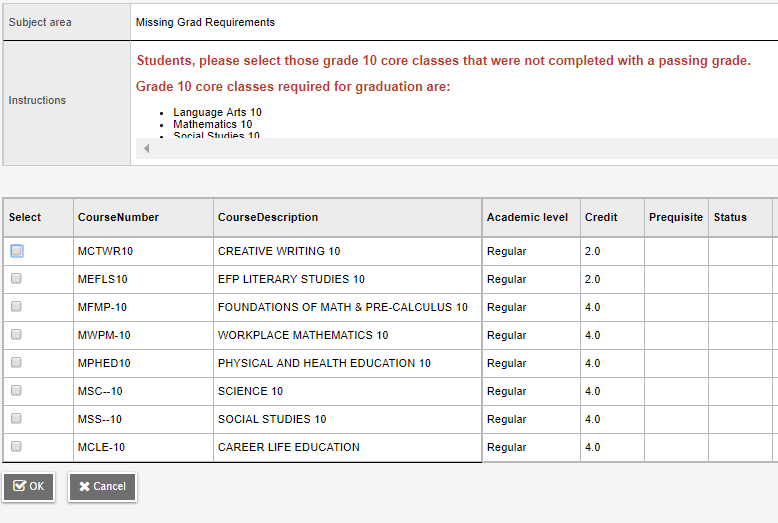 Subject area Missing Grad Requirements
Students, please select those grade 10 core classes that were not completed with a passing grade.
Grade 10 core classes required for graduation are:
Instructions
Language Arts 10
Mathematics 10
Social Studies 10
Select CourseNumber CourseDescription Academic level Credit Prequisite Status
MCTWR10 CREATIVE WRITING 10 Regular 2.0
MEFLS10 EFP LITERARY STUDIES 10 Regular 2.0
MFMP-10 FOUNDATIONS OF MATH & PRE-CALCULUS 10 Regular 4.0
MWPM-10 WORKPLACE MATHEMATICS 10 Regular 4.0
MPHED10 PHYSICAL AND HEALTH EDUCATION 10 Regular 4.0
MSC--10 SCIENCE 10 Regular 4.0
MSS--10 SOCIAL STUDIES 10 Regular 4.0
MCLE-10 CAREER LIFE EDUCATION Regular 4.0
OK Cancel